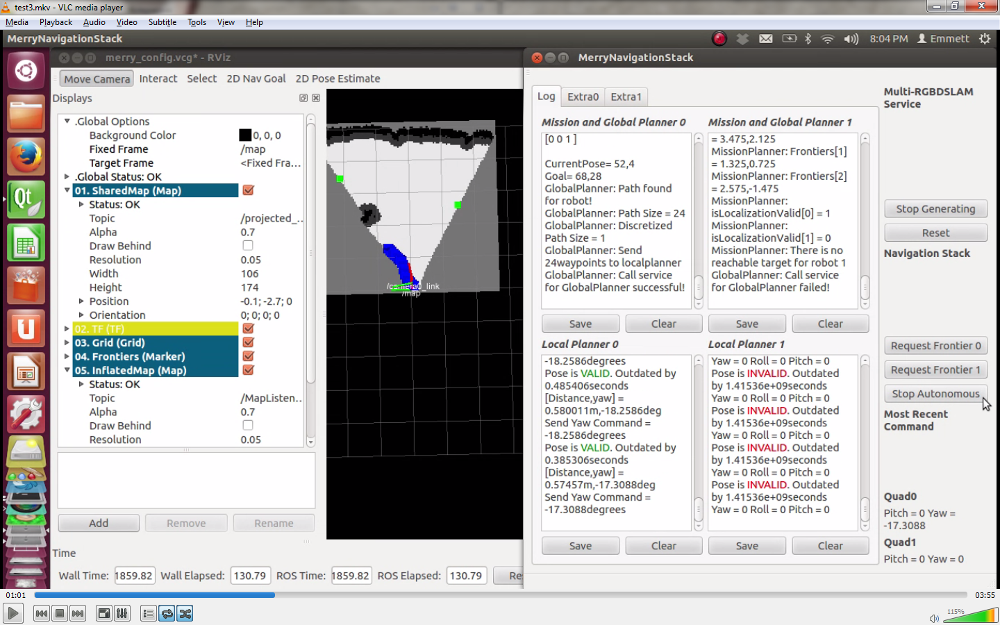 test3.mkv - VLC media player
Media Playback Audio Video Subtitle Tools View Help
MerryNavigationStack
8:04 PM Emmett
merry_config.vcg* - RViz
Move Camera Interact Select 2D Nav Goal 2D Pose Estimate
Displays
.Global Options
Background Color 0, 0, 0
Fixed Frame /map
Target Frame <Fixed Fra...
.Global Status: OK
01. SharedMap (Map)
Status: OK
Topic /projected_..
Alpha 0.7
Draw Behind
Resolution 0.05
Width 106
Height 174
Position -0.1; -2.7; 0
Orientation 0; 0; 0; 0
02. TF (TF)
03. Grid (Grid)
04. Frontiers (Marker)
05. InflatedMap (Map)
Status: OK
Topic /MapListen..
Alpha 0.7
Draw Behind
Resolution 0.05
Add Remove Rename
/camera0_link
/map
Time
Wall Time: 1859.82 Wall Elapsed: 130.79 ROS Time: 1859.82 ROS Elapsed: 130.79 Re
MerryNavigationStack
Log Extra0 Extra1
Mission and Global Planner 0
[0 0 1 ]
CurrentPose= 52,4
Goal= 68,28
GlobalPlanner: Path found
for robot!
GlobalPlanner: Path Size = 24
GlobalPlanner: Discretized
Path Size = 1
GlobalPlanner: Send
24waypoints to localplanner
GlobalPlanner: Call service
for GlobalPlanner successful!
Save Clear
Mission and Global Planner 1
= 3.475,2.125
MissionPlanner: Frontiers[1]
= 1.325,0.725
MissionPlanner: Frontiers[2]
= 2.575,-1.475
MissionPlanner:
isLocalizationValid[0] = 1
MissionPlanner:
isLocalizationValid[1] = 0
MissionPlanner: There is no
reachable target for robot 1
GlobalPlanner: Call service
for GlobalPlanner failed!
Save Clear
Local Planner 0
-18.2586degrees
Pose is VALID. Outdated by
0.485406seconds
[Distance,yaw] =
0.580011m,-18.2586deg
Send Yaw Command =
-18.2586degrees
Pose is VALID. Outdated by
0.385306seconds
[Distance,yaw] =
0.57457m,-17.3088deg
Send Yaw Command =
-17.3088degrees
Save Clear
Local Planner 1
Yaw = 0 Roll = 0 Pitch = 0
Pose is INVALID. Outdated
by 1.41536e+09seconds
Yaw = 0 Roll = 0 Pitch = 0
Pose is INVALID. Outdated
by 1.41536e+09seconds
Yaw = 0 Roll = 0 Pitch = 0
Pose is INVALID. Outdated
by 1.41536e+09seconds
Yaw = 0 Roll = 0 Pitch = 0
Pose is INVALID. Outdated
by 1.41536e+09seconds
Yaw = 0 Roll = 0 Pitch = 0
Save Clear
Multi-RGBDSLAM
Service
Stop Generating
Reset
Navigation Stack
Request Frontier 0
Request Frontier 1
Stop Autonomous
Most Recent
Command
Quad0
Pitch = 0 Yaw =
-17.3088
Quad1
Pitch = 0 Yaw = 0
01:01 03:55
115%